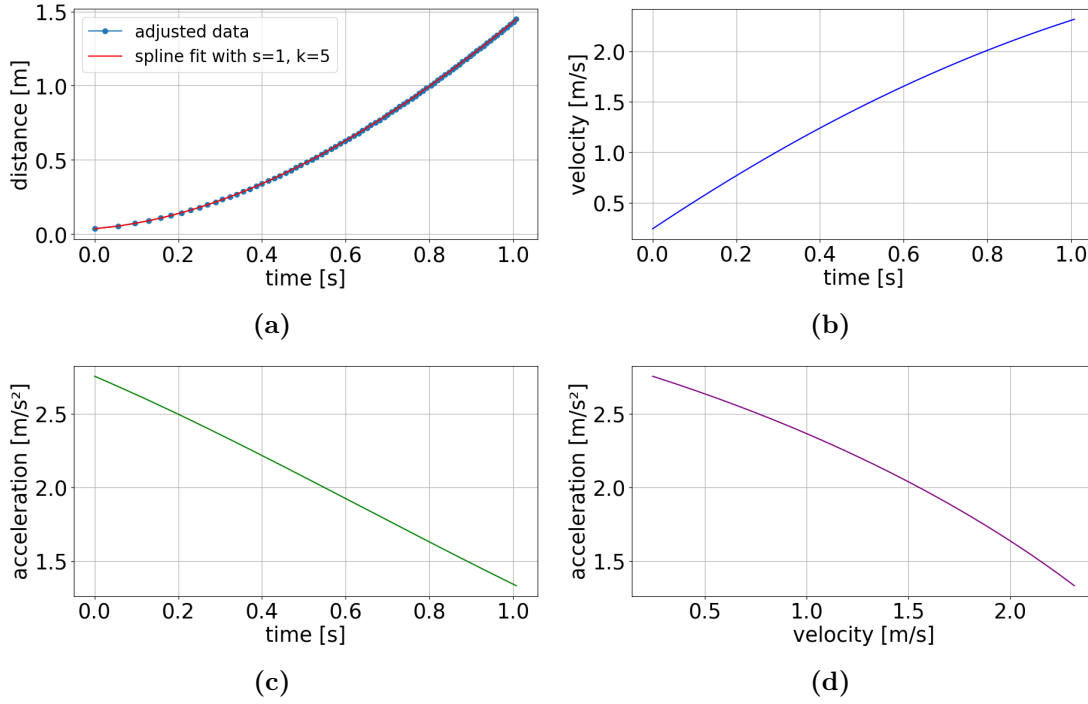 1.5
1.0
0.5
0.0
distance [m]
adjusted data
spline fit with s=1, k=5
0.0 0.2 0.4 0.6 0.8 1.0
time [s]
(a)
2.0
1.5
1.0
0.5
velocity [m/s]
0.0 0.2 0.4 0.6 0.8 1.0
time [s]
(b)
2.5
2.0
1.5
acceleration [m/s²]
0.0 0.2 0.4 0.6 0.8 1.0
time [s]
(c)
2.5
2.0
1.5
acceleration [m/s²]
0.5 1.0 1.5 2.0
velocity [m/s]
(d)